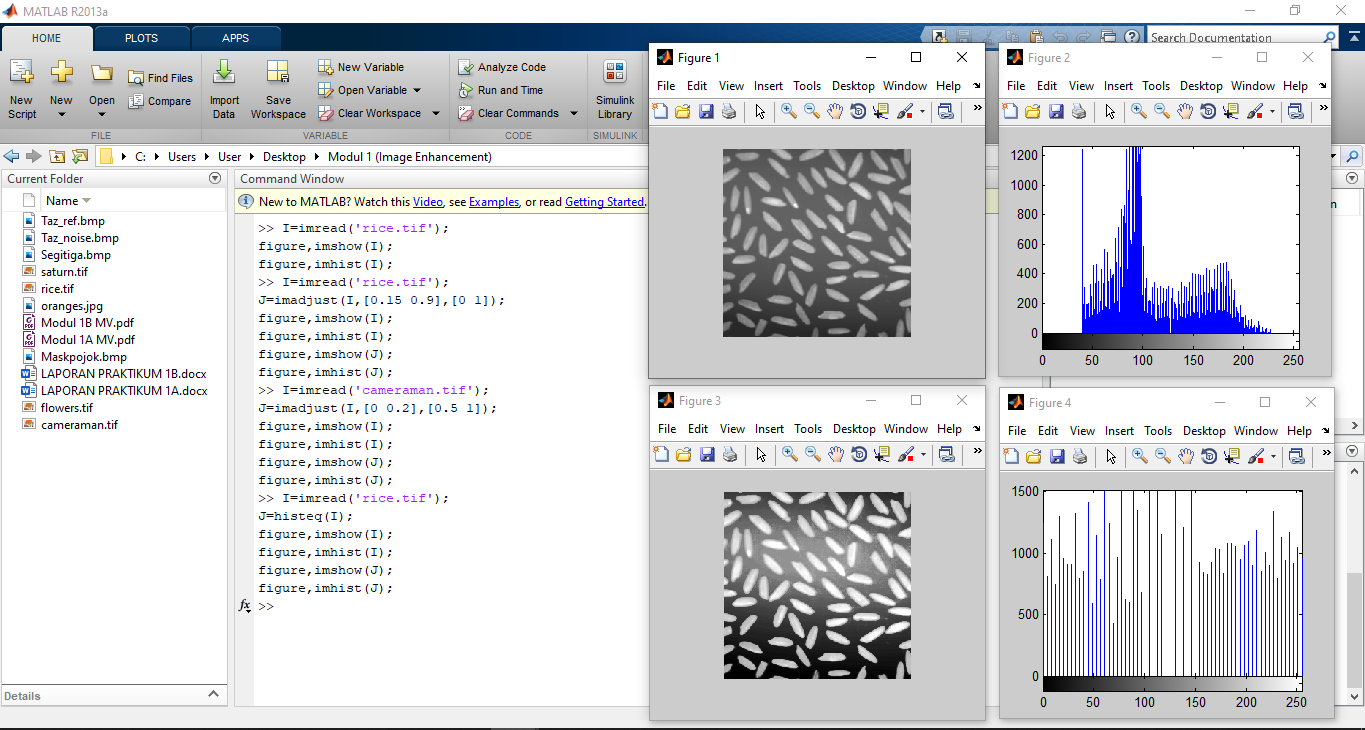 MATLAB R2013a
HOME PLOTS APPS
Search Documentation
New Script
New
Open
Find Files
Compare
Import Data
Save Workspace
New Variable
Open Variable
Clear Workspace
Analyze Code
Run and Time
Clear Commands
Simulink Library
FILE VARIABLE CODE SIMULINK
C: Users User Desktop Modul 1 (Image Enhancement)
Current Folder
Name
Taz_ref.bmp
Taz_noise.bmp
Segitiga.bmp
saturn.tif
rice.tif
oranges.jpg
Modul 1B MV.pdf
Modul 1A MV.pdf
Maskpojok.bmp
LAPORAN PRAKTIKUM 1B.docx
LAPORAN PRAKTIKUM 1A.docx
flowers.tif
cameraman.tif
Details
Command Window
New to MATLAB? Watch this Video, see Examples, or read Getting Started.
>> I=imread('rice.tif');
figure,imshow(I);
figure,imhist(I);
>> I=imread('rice.tif');
J=imadjust(I,[0.15 0.9],[0 1]);
figure,imshow(I);
figure,imhist(I);
figure,imshow(J);
figure,imhist(J);
>> I=imread('cameraman.tif');
J=imadjust(I,[0 0.2],[0.5 1]);
figure,imshow(I);
figure,imhist(I);
figure,imshow(J);
figure,imhist(J);
>> I=imread('rice.tif');
J=histeq(I);
figure,imshow(I);
figure,imhist(I);
figure,imshow(J);
figure,imhist(J);
fx >>
Figure 1
File Edit View Insert Tools Desktop Window Help
Figure 2
File Edit View Insert Tools Desktop Window Help
1200
1000
800
600
400
200
0
0 50 100 150 200 250
Figure 3
File Edit View Insert Tools Desktop Window Help
Figure 4
File Edit View Insert Tools Desktop Window Help
1500
1000
500
0
0 50 100 150 200 250